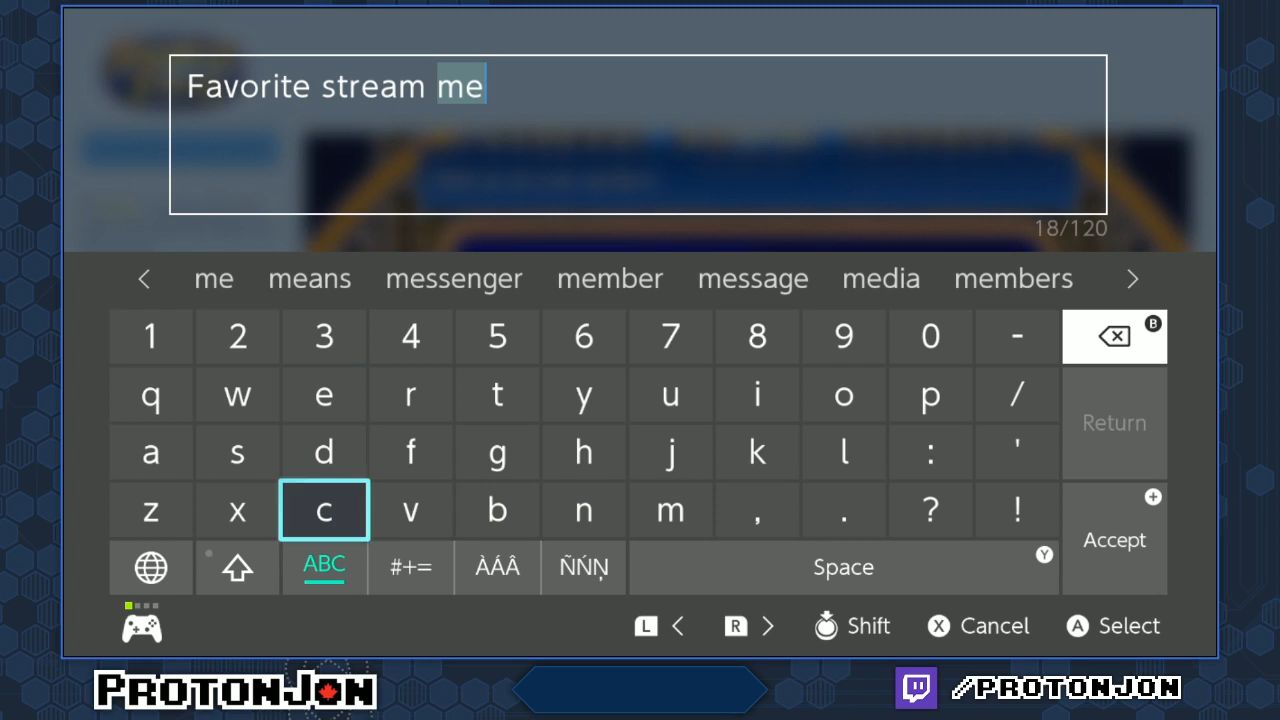 Favorite stream me
18/120
me means messenger member message media members
1 2 3 4 5 6 7 8 9 0 - B
q w e r t y u i o p /
Return
a s d f g h j k l : '
z x c v b n m , . ? ! +
Accept
ABC #+= ÀÁÂ ÑŃŅ Space Y
L < R > Shift X Cancel A Select
PROTONJON /PROTONJON